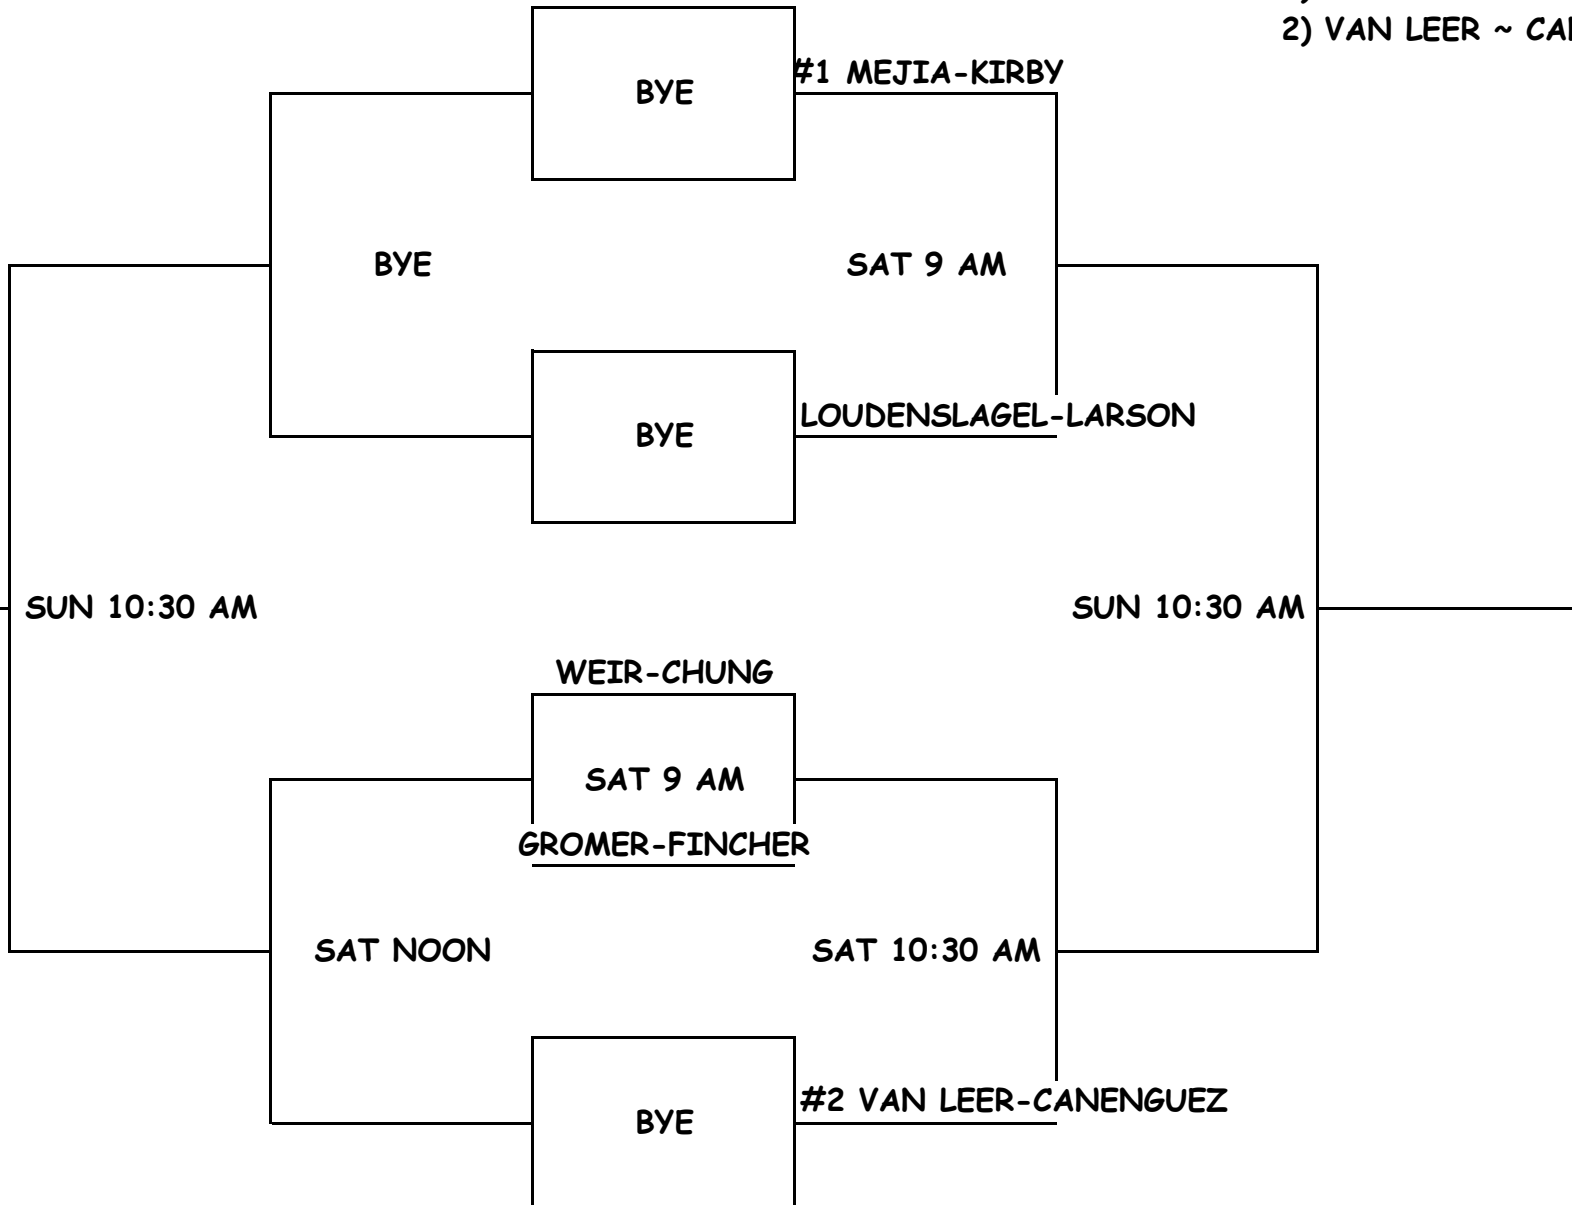 2) VAN LEER ~
#1 MEJIA-KIRBY
BYE
BYE
SAT 9 AM
LOUDENSLAGEL-LARSON
BYE
SUN 10:30 AM
SUN 10:30 AM
WEIR-CHUNG
SAT 9 AM
GROMER-FINCHER
SAT NOON
SAT 10:30 AM
#2 VAN LEER-CANENGUEZ
BYE